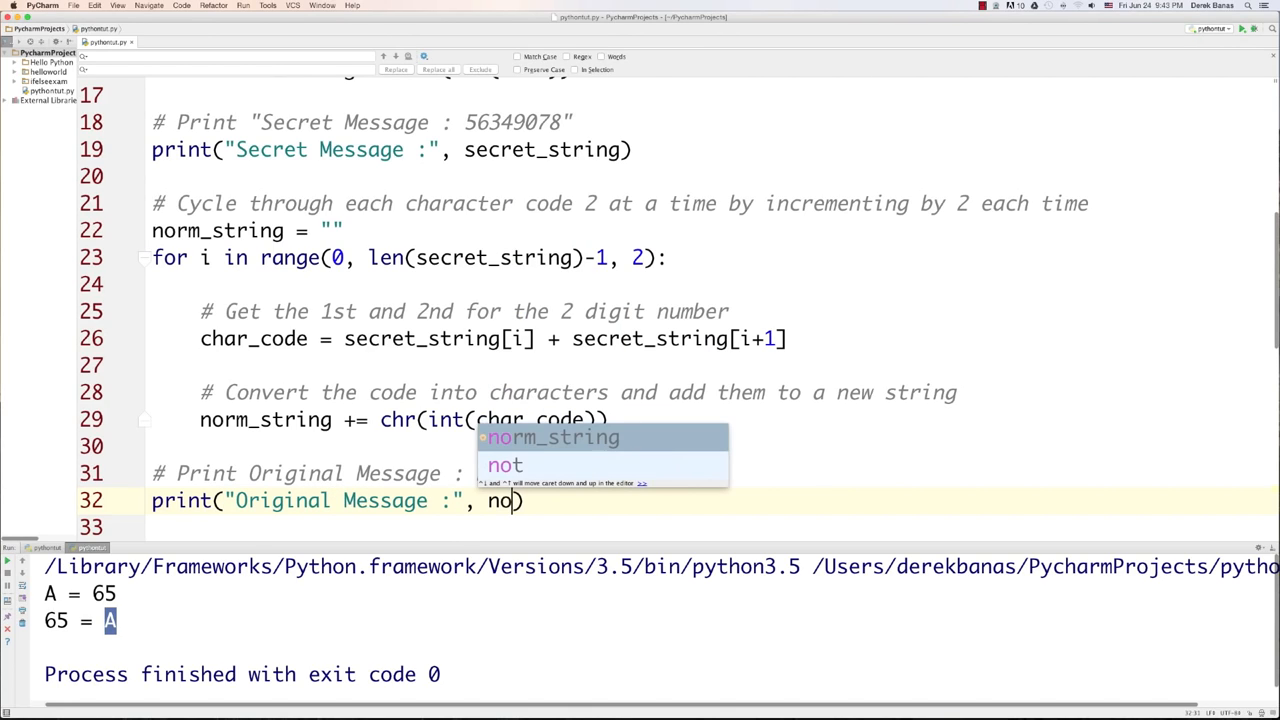 PyCharm File Edit View Navigate Code Refactor Run Tools VCS Window Help Fri Jun 24 9:43 PM Derek Banas
pythontut.py - PycharmProjects - [~/PycharmProjects]
PycharmProjects pythontut.py pythontut
pythontut.py ×
Match Case Regex Words
Replace Replace all Exclude Preserve Case In Selection
PycharmProject
Hello Python
helloworld
ifelseexam
pythontut.py
External Librarie
17
18 # Print "Secret Message : 56349078"
19 print("Secret Message :", secret_string)
20
21 # Cycle through each character code 2 at a time by incrementing by 2 each time
22 norm_string = ""
23 for i in range(0, len(secret_string)-1, 2):
24
25 # Get the 1st and 2nd for the 2 digit number
26 char_code = secret_string[i] + secret_string[i+1]
27
28 # Convert the code into characters and add them to a new string
29 norm_string += chr(int(char_code))
norm_string
30
not
31 # Print Original Message :
^↓ and ^↑ will move caret down and up in the editor >>
32 print("Original Message :", no)
33
Run: pythontut pythontut
/Library/Frameworks/Python.framework/Versions/3.5/bin/python3.5 /Users/derekbanas/PycharmProjects/pytho
A = 65
65 = A
Process finished with exit code 0
32:31 LF÷ UTF-8÷